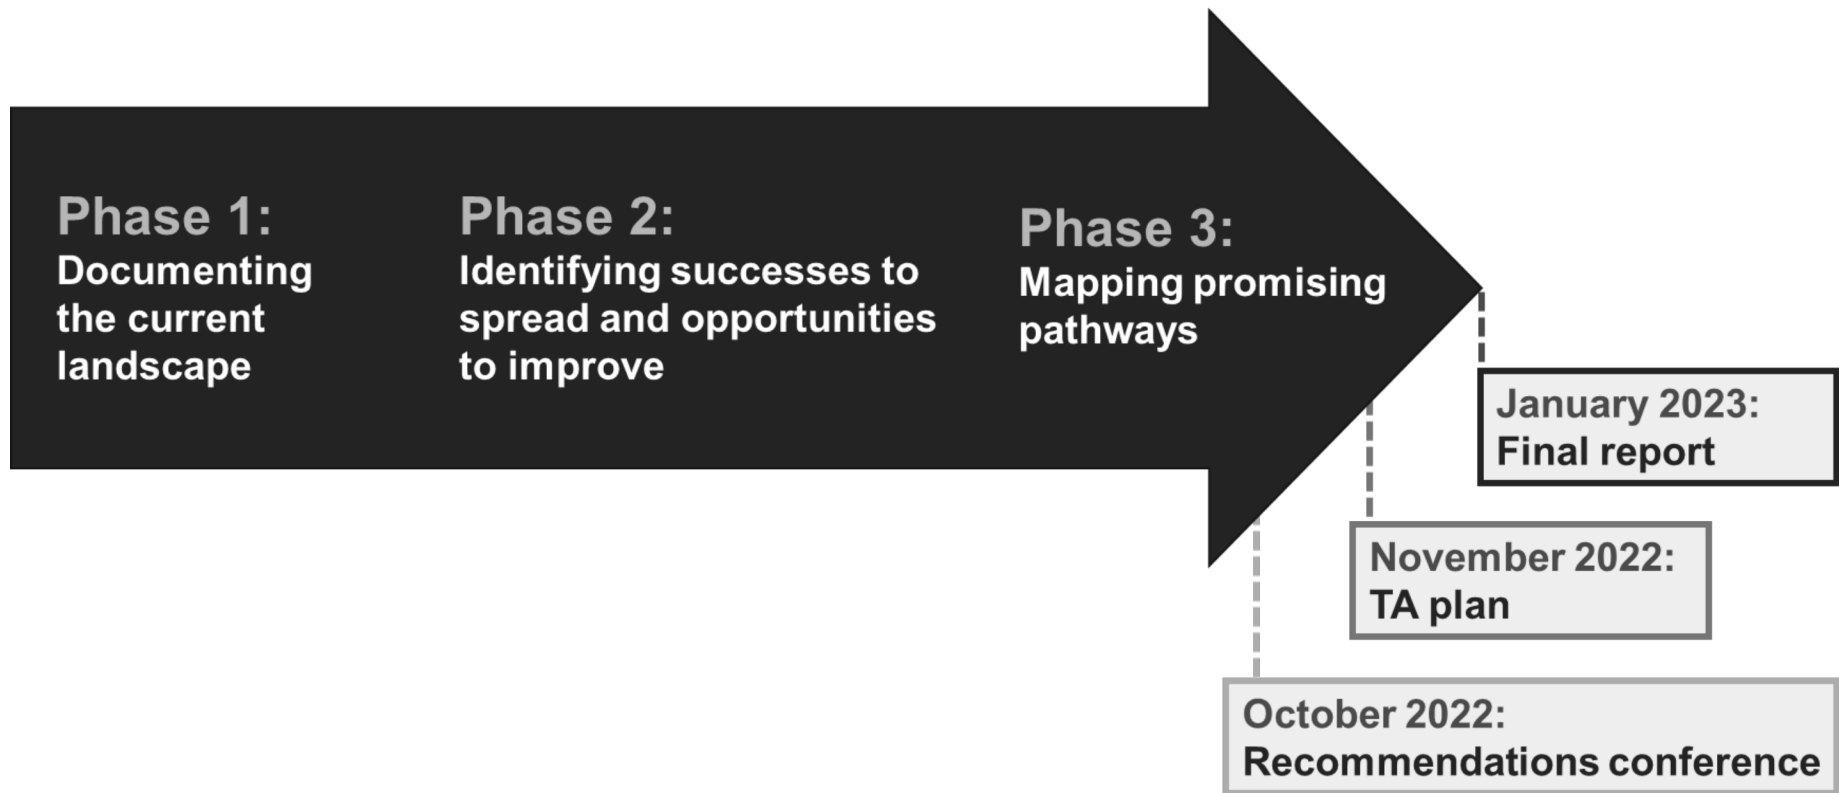 Phase 1:
Documenting
the current
landscape
Phase 2:
Identifying successes to
spread and opportunities
to improve
Phase 3:
Mapping promising
pathways
January 2023:
Final report
November 2022:
TA plan
October 2022:
Recommendations conference